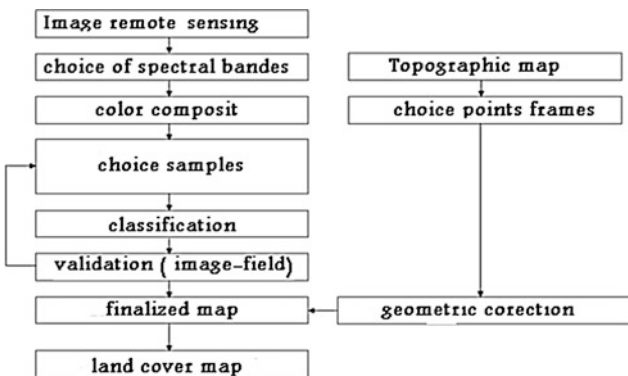 Image remote sensing
choice of spectral bandes
color composit
choice samples
classification
validation ( image-field)
finalized map
land cover map
Topographic map
choice points frames
geometric corection